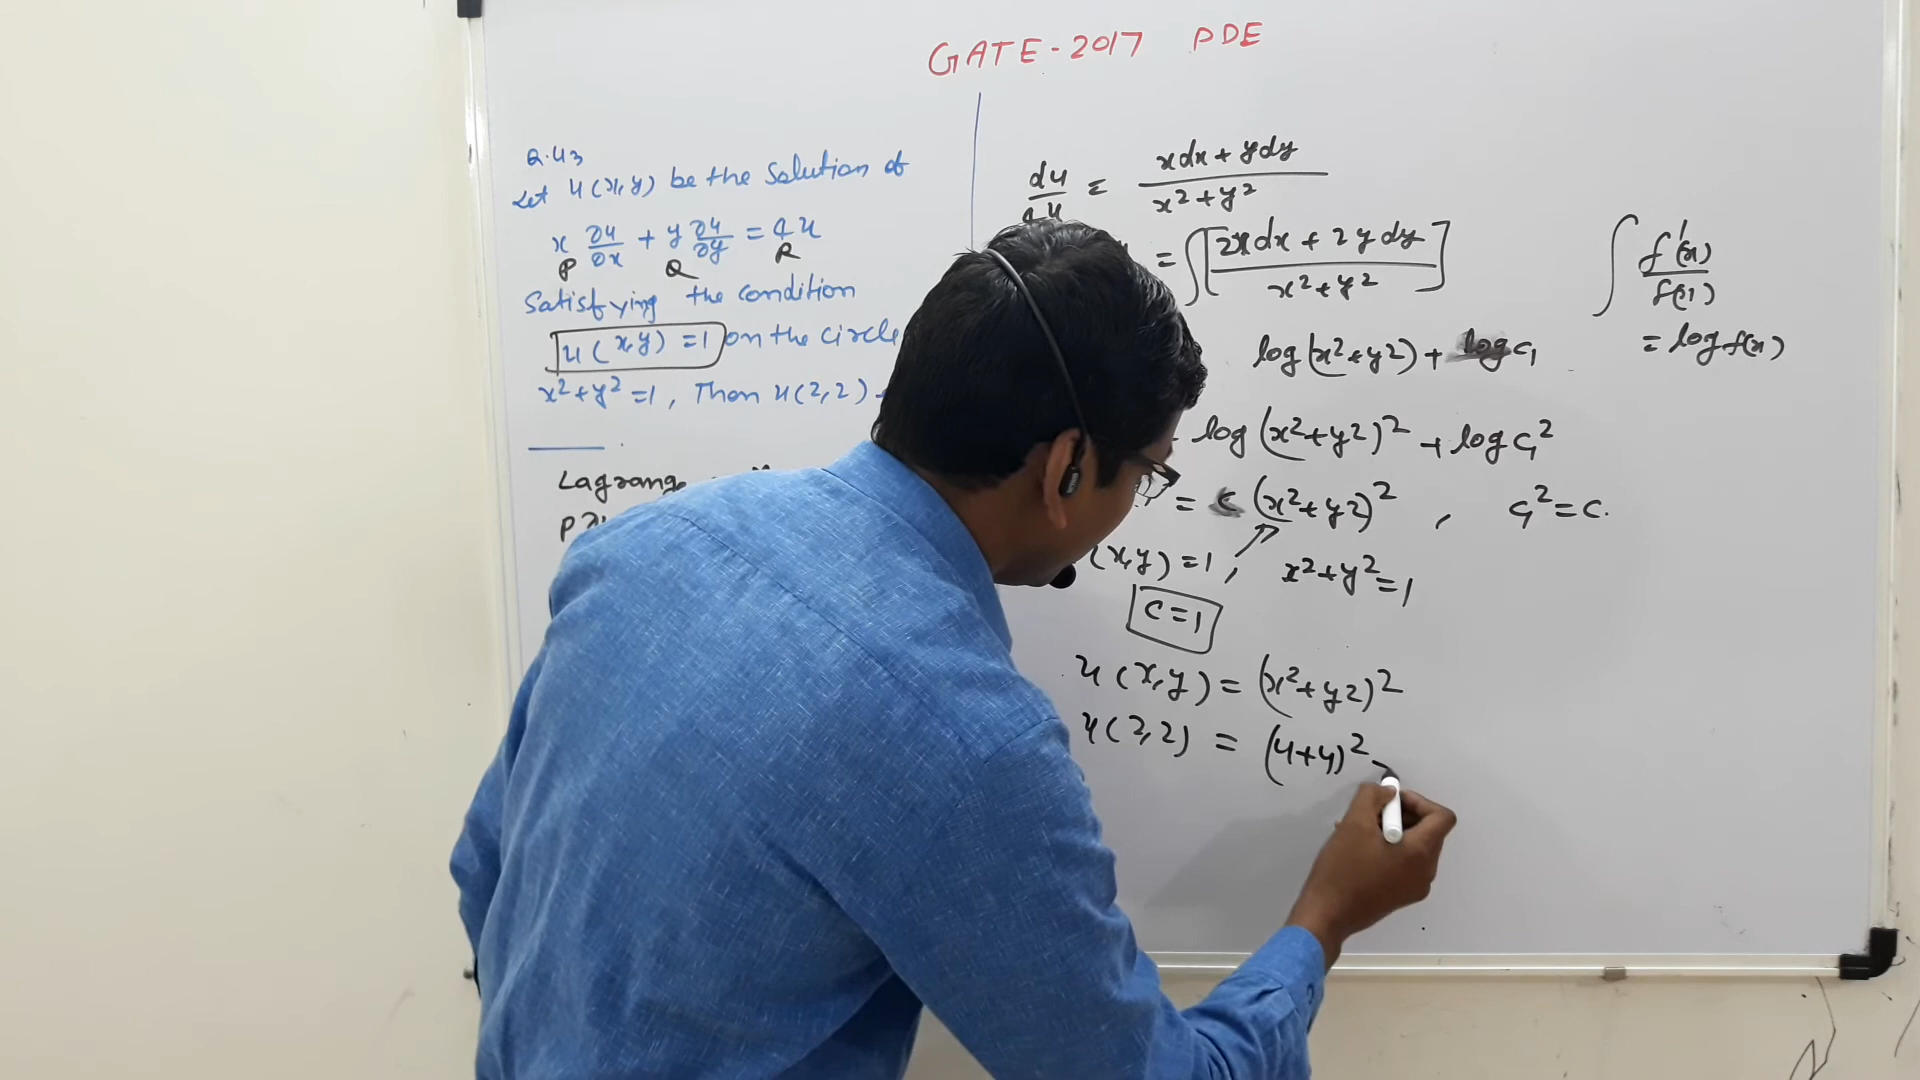 GATE-2017 PDE
Q.43
Let u(x,y) be the solution of
x ∂u/∂x + y ∂u/∂y = 4u
P Q R
Satisfying the condition
u(x,y) = 1 on the circle
x²+y²=1, Then u(2,2)
Lagrange
du/4u = (xdx + ydy)/(x²+y²)
= ∫[(2xdx + 2ydy)/(x²+y²)]
log(x²+y²) + log c₁
log(x²+y²)² + log c₁²
= c(x²+y²)², c₁²=c.
(x,y)=1, x²+y²=1
c=1
u(x,y) = (x²+y²)²
u(2,2) = (4+4)²
∫ f'(x)/f(x)
= log f(x)